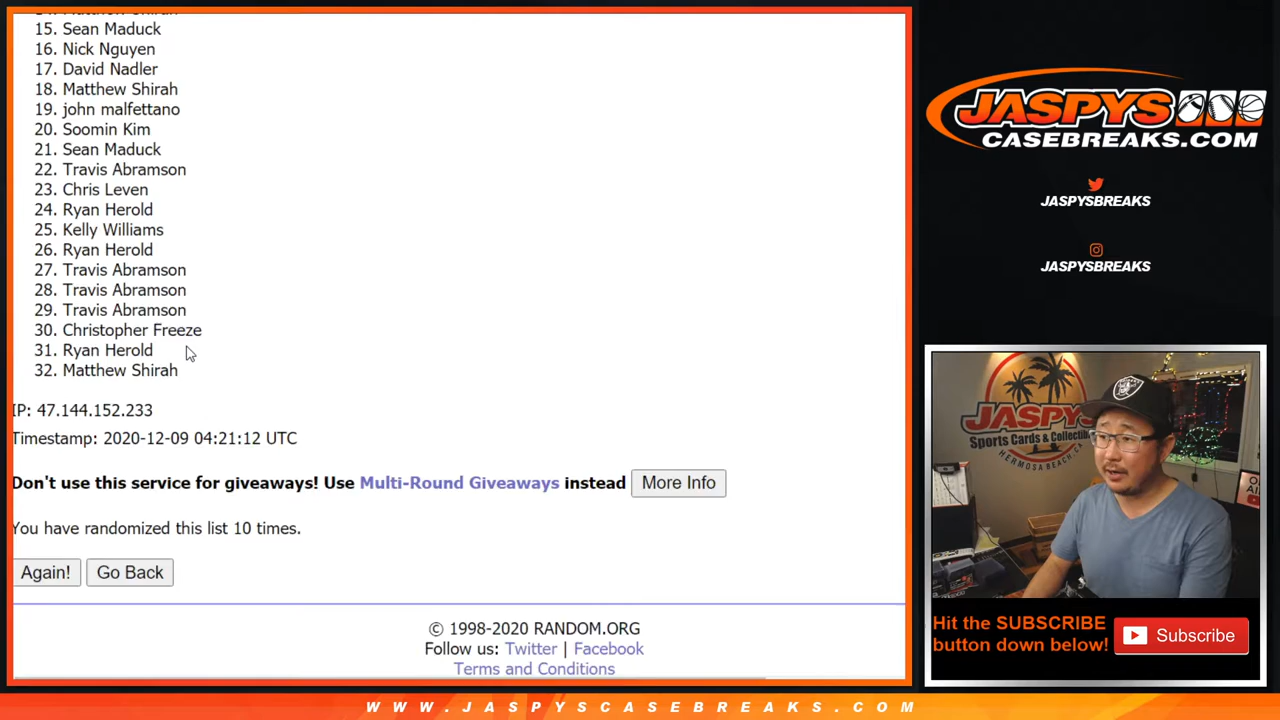 15. Sean Maduck
16. Nick Nguyen
17. David Nadler
18. Matthew Shirah
19. john malfettano
20. Soomin Kim
21. Sean Maduck
22. Travis Abramson
23. Chris Leven
24. Ryan Herold
25. Kelly Williams
26. Ryan Herold
27. Travis Abramson
28. Travis Abramson
29. Travis Abramson
30. Christopher Freeze
31. Ryan Herold
32. Matthew Shirah
IP: 47.144.152.233
Timestamp: 2020-12-09 04:21:12 UTC
Don't use this service for giveaways! Use Multi-Round Giveaways instead More Info
You have randomized this list 10 times.
Again! Go Back
© 1998-2020 RANDOM.ORG
Follow us: Twitter | Facebook
Terms and Conditions
JASPYS
CASEBREAKS.COM
JASPYSBREAKS
JASPYSBREAKS
JASPYS
Sports Cards & Collectibl
HERMOSA BEACH, CA
Hit the SUBSCRIBE
button down below!
Subscribe
WWW.JASPYSCASEBREAKS.COM